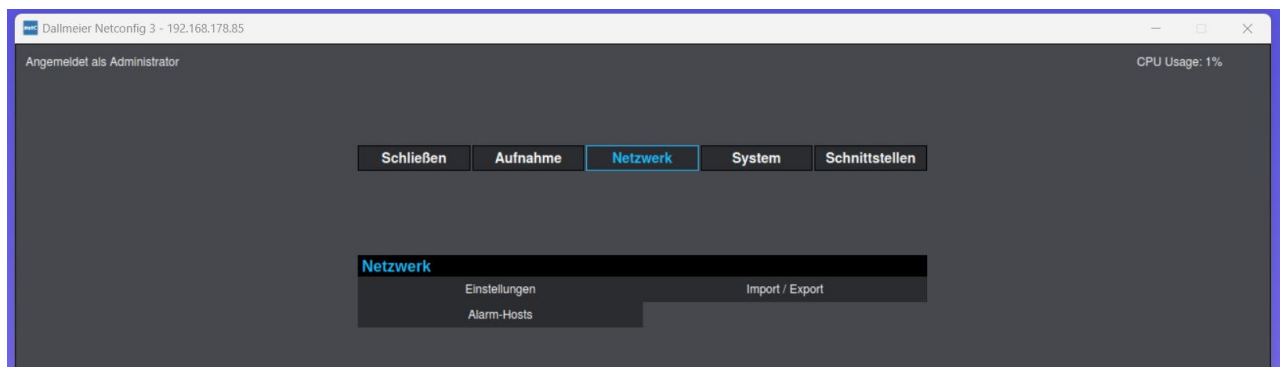 Dallmeier Netconfig 3 - 192.168.178.85
Angemeldet als Administrator
CPU Usage: 1%
Schließen
Aufnahme
Netzwerk
System
Schnittstellen
Netzwerk
Einstellungen
Import / Export
Alarm-Hosts